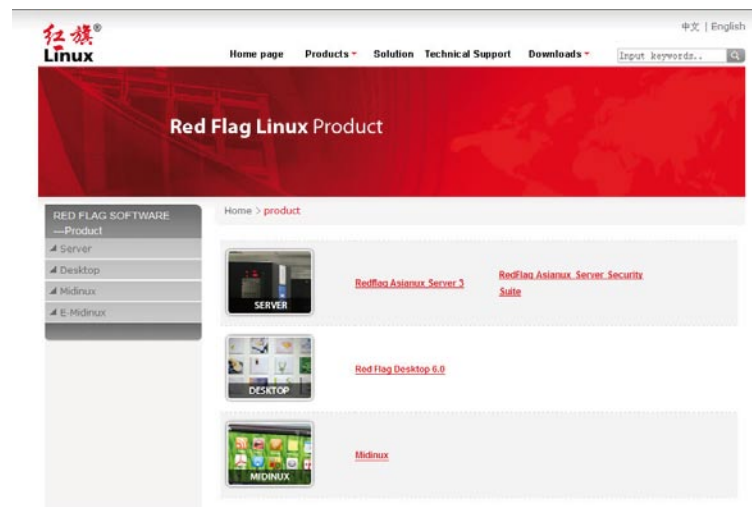 中文 | English
红旗®
Linux
Home page Products Solution Technical Support Downloads Input keywords..
Red Flag Linux Product
RED FLAG SOFTWARE
---Product
Server
Desktop
Midinux
E-Midinux
Home > product
SERVER
Redflag Asianux Server 3
RedFlag Asianux Server Security
Suite
DESKTOP
Red Flag Desktop 6.0
MIDINUX
Midinux